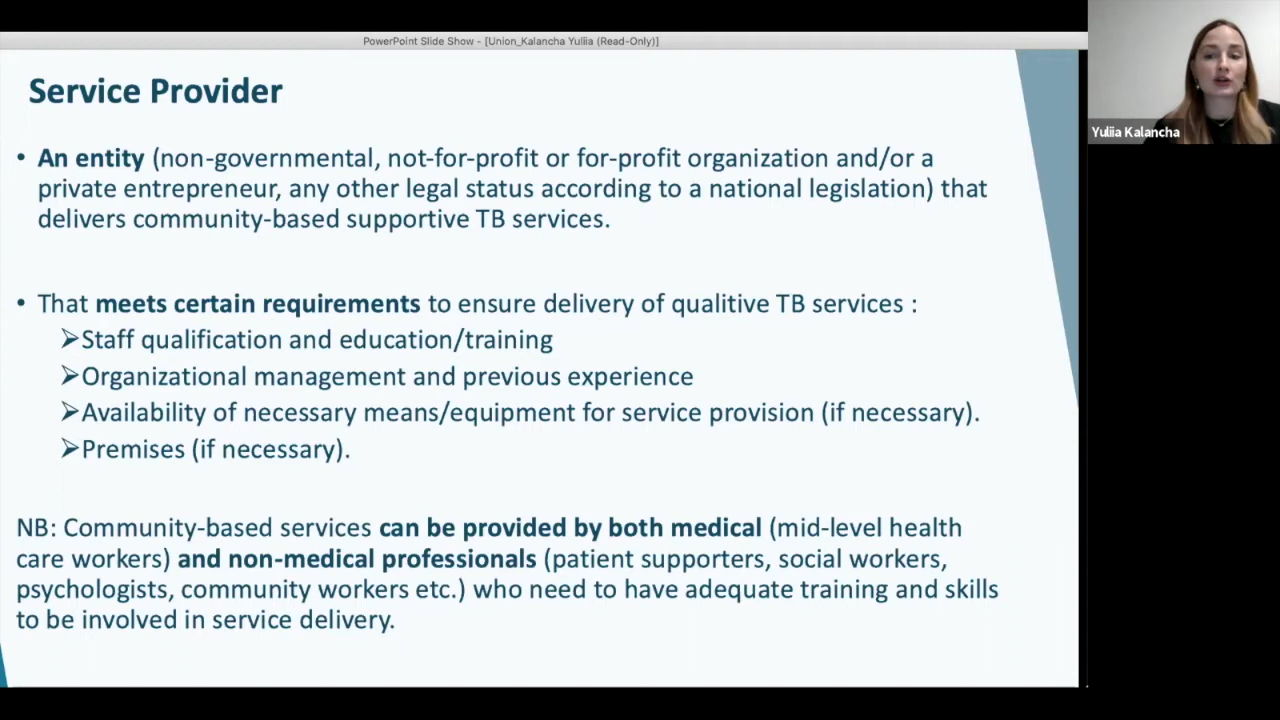 PowerPoint Slide Show - [Union_Kalancha Yuliia (Read-Only)]
Service Provider
• An entity (non-governmental, not-for-profit or for-profit organization and/or a
private entrepreneur, any other legal status according to a national legislation) that
delivers community-based supportive TB services.
• That meets certain requirements to ensure delivery of qualitive TB services :
➢Staff qualification and education/training
➢Organizational management and previous experience
➢Availability of necessary means/equipment for service provision (if necessary).
➢Premises (if necessary).
NB: Community-based services can be provided by both medical (mid-level health
care workers) and non-medical professionals (patient supporters, social workers,
psychologists, community workers etc.) who need to have adequate training and skills
to be involved in service delivery.
Yuliia Kalancha